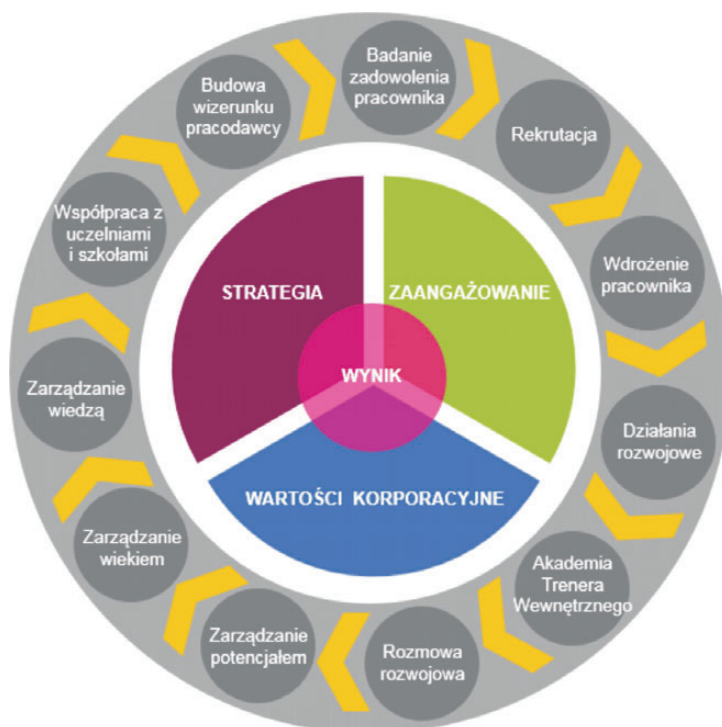 Badanie
zadowolenia
pracownika
Rekrutacja
Wdrożenie
pracownika
Działania
rozwojowe
Akademia
Trenera
Wewnętrznego
Rozmowa
rozwojowa
Zarządzanie
potencjałem
Zarządzanie
wiekiem
Zarządzanie
wiedzą
Współpraca z
uczelniami
i szkołami
Budowa
wizerunku
pracodawcy
STRATEGIA
ZAANGAŻOWANIE
WYNIK
WARTOŚCI KORPORACYJNE